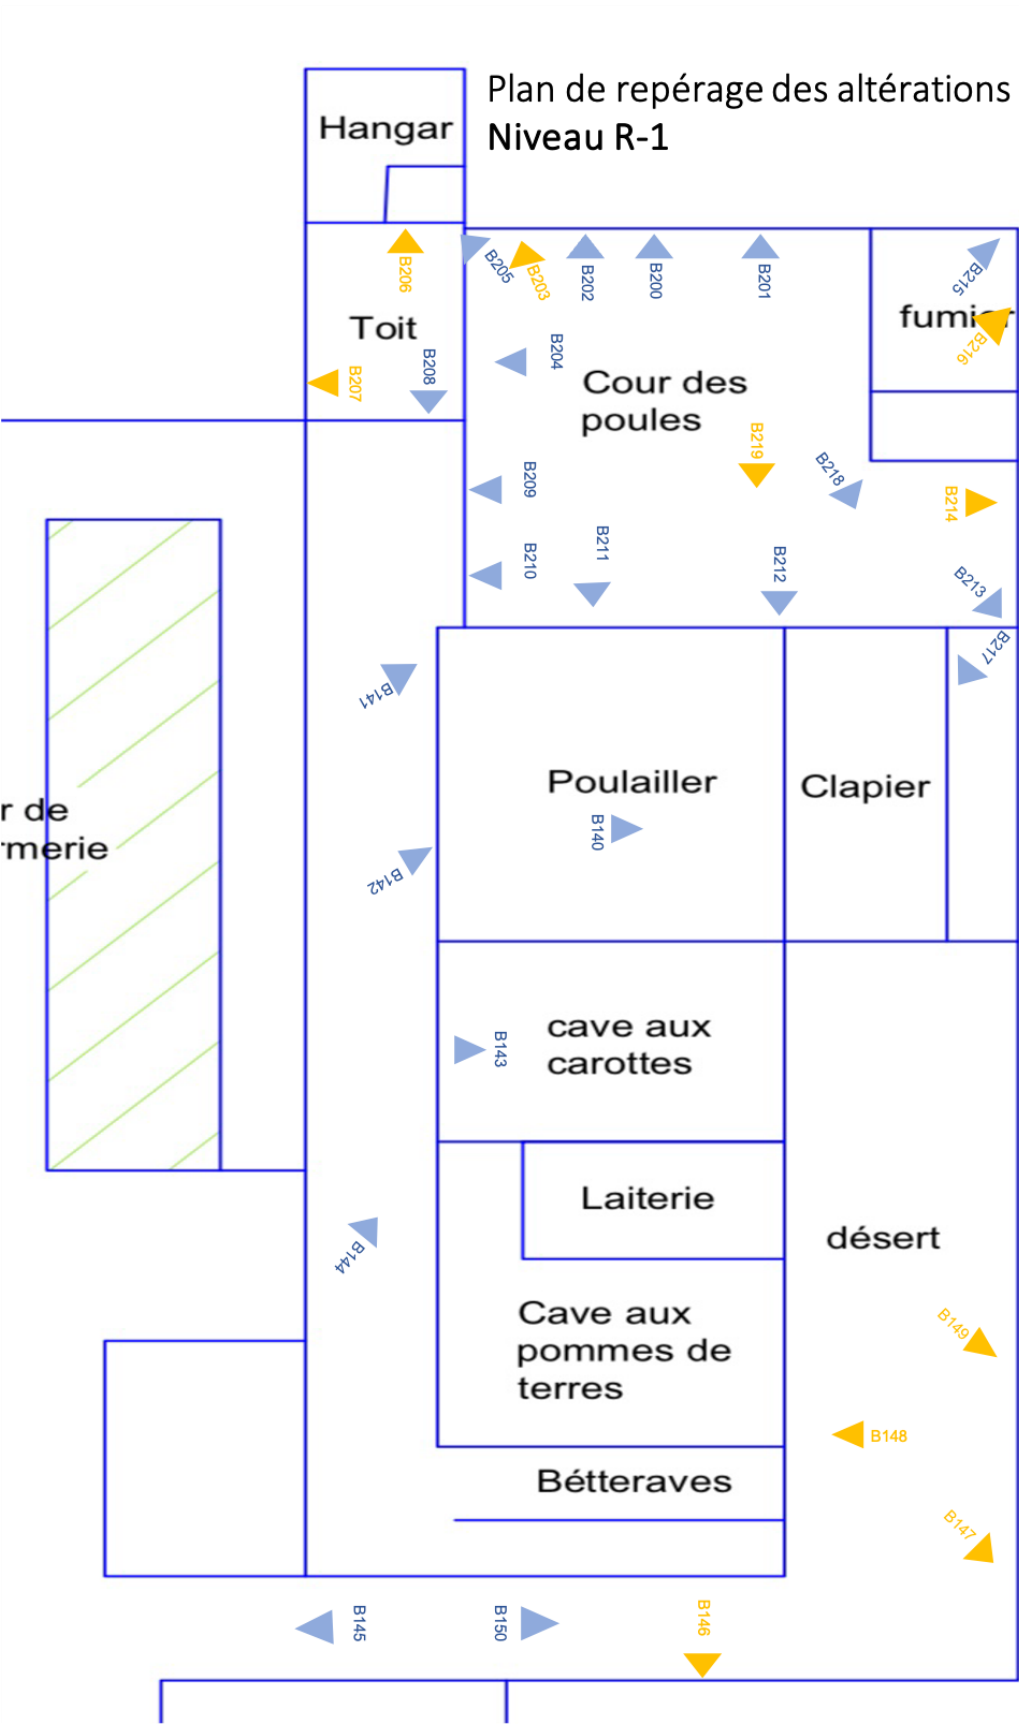 Plan de repérage des altérations
Niveau R-1
Hangar
B206
B205
B203
B202
B200
B201
B215
fumier
B216
Toit
B207
B208
B204
Cour des
poules
B219
B218
B214
B209
B210
B211
B212
B213
B217
B141
Poulailler
Clapier
B140
r de
rmerie
B142
cave aux
carottes
B143
Laiterie
B144
désert
Cave aux
pommes de
terres
B149
B148
Bétteraves
B147
B145
B150
B146